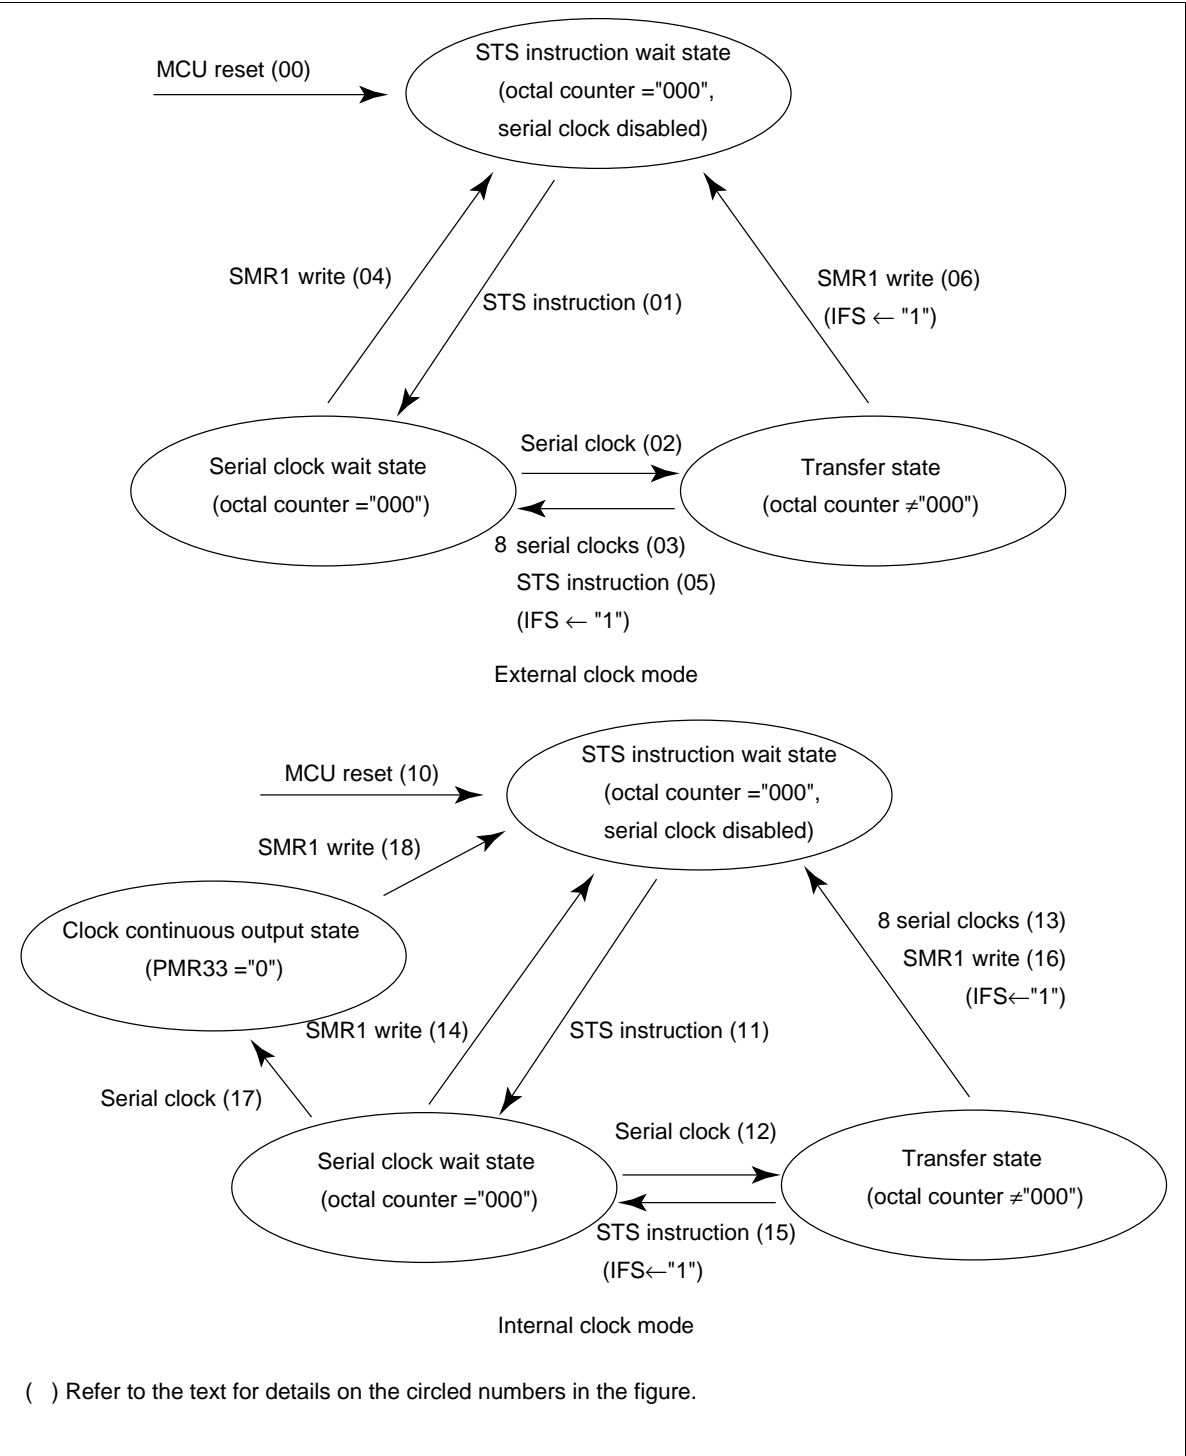 STS instruction wait state
(octal counter ="000",
serial clock disabled)
MCU reset (00)
SMR1 write (04)
STS instruction (01)
SMR1 write (06)
(IFS ← "1")
Serial clock wait state
(octal counter ="000")
Serial clock (02)
Transfer state
(octal counter ≠"000")
8 serial clocks (03)
STS instruction (05)
(IFS ← "1")
External clock mode
STS instruction wait state
(octal counter ="000",
serial clock disabled)
MCU reset (10)
SMR1 write (18)
Clock continuous output state
(PMR33 ="0")
8 serial clocks (13)
SMR1 write (16)
(IFS←"1")
SMR1 write (14)
STS instruction (11)
Serial clock (17)
Serial clock wait state
(octal counter ="000")
Serial clock (12)
Transfer state
(octal counter ≠"000")
STS instruction (15)
(IFS←"1")
Internal clock mode
( ) Refer to the text for details on the circled numbers in the figure.